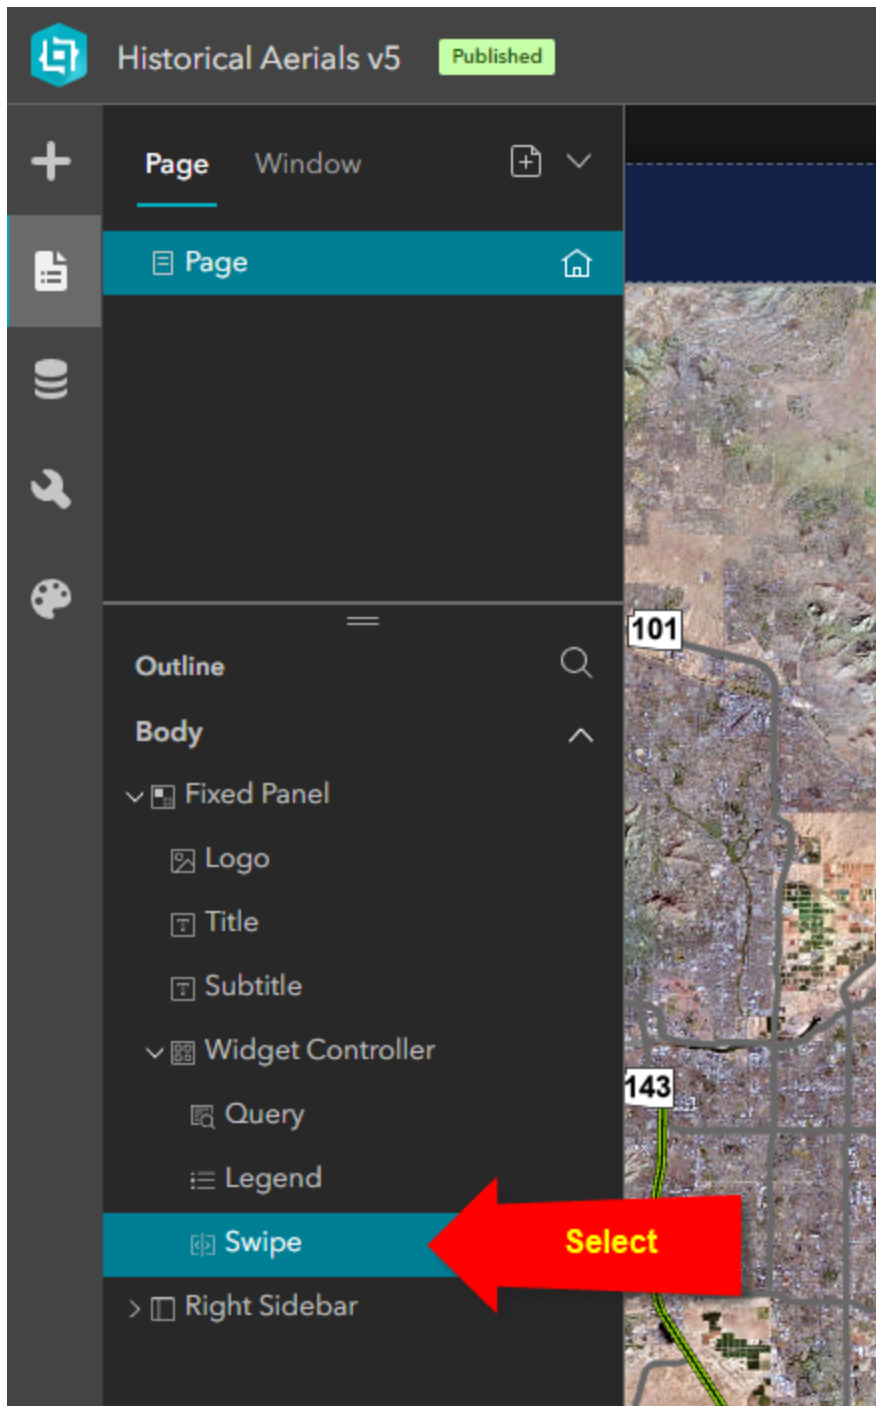 Historical Aerials v5 Published
Page Window
Page
Outline
Body
Fixed Panel
Logo
Title
Subtitle
Widget Controller
Query
Legend
Swipe
Select
Right Sidebar
101
143